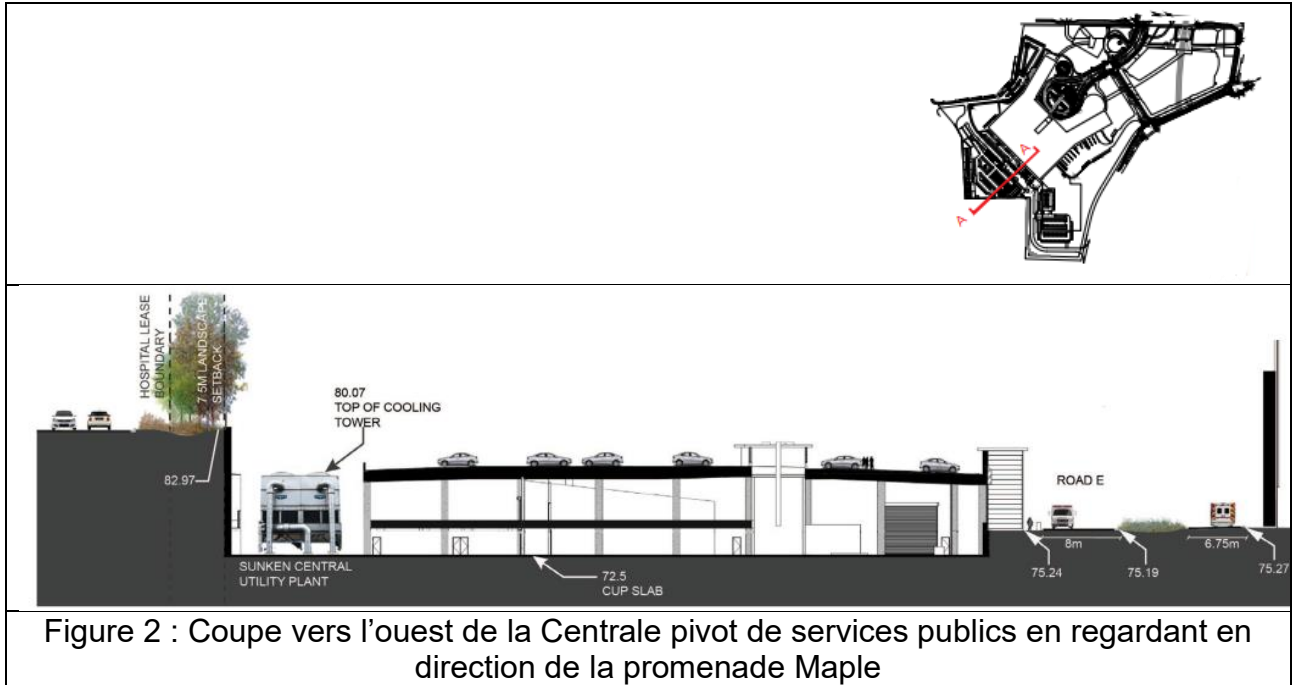 A
A
HOSPITAL LEASE
BOUNDARY
7.5M LANDSCAPE
SETBACK
80.07
TOP OF COOLING
TOWER
82.97
ROAD E
SUNKEN CENTRAL
UTILITY PLANT
72.5
CUP SLAB
8m
6.75m
75.24
75.19
75.27
Figure 2 : Coupe vers l’ouest de la Centrale pivot de services publics en regardant en
direction de la promenade Maple